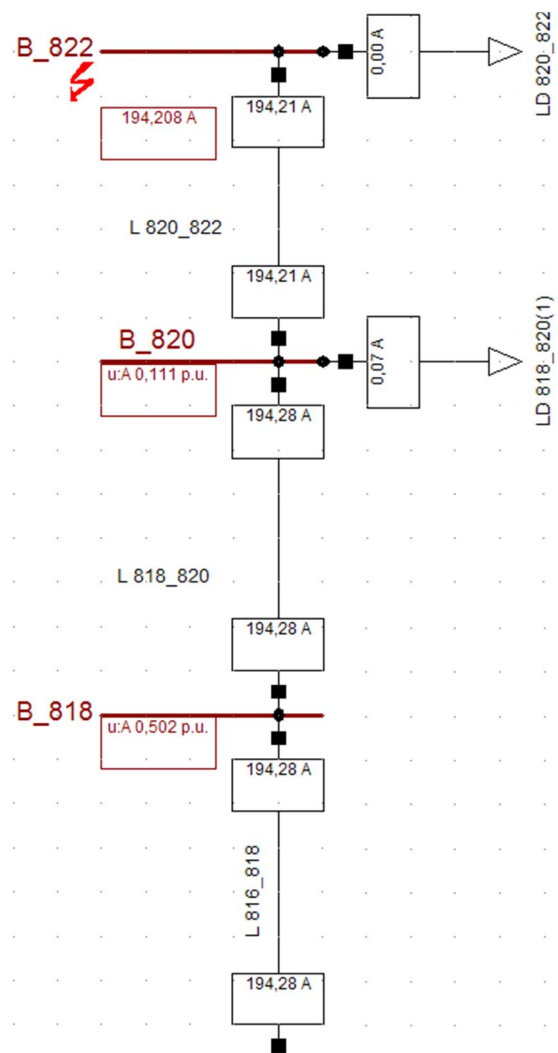 B_822
0,00 A
LD 820_822
194,208 A
194,21 A
L 820_822
194,21 A
B_820
u:A 0,111 p.u.
0,07 A
LD 818_820(1)
194,28 A
L 818_820
194,28 A
B_818
u:A 0,502 p.u.
194,28 A
L 816_818
194,28 A